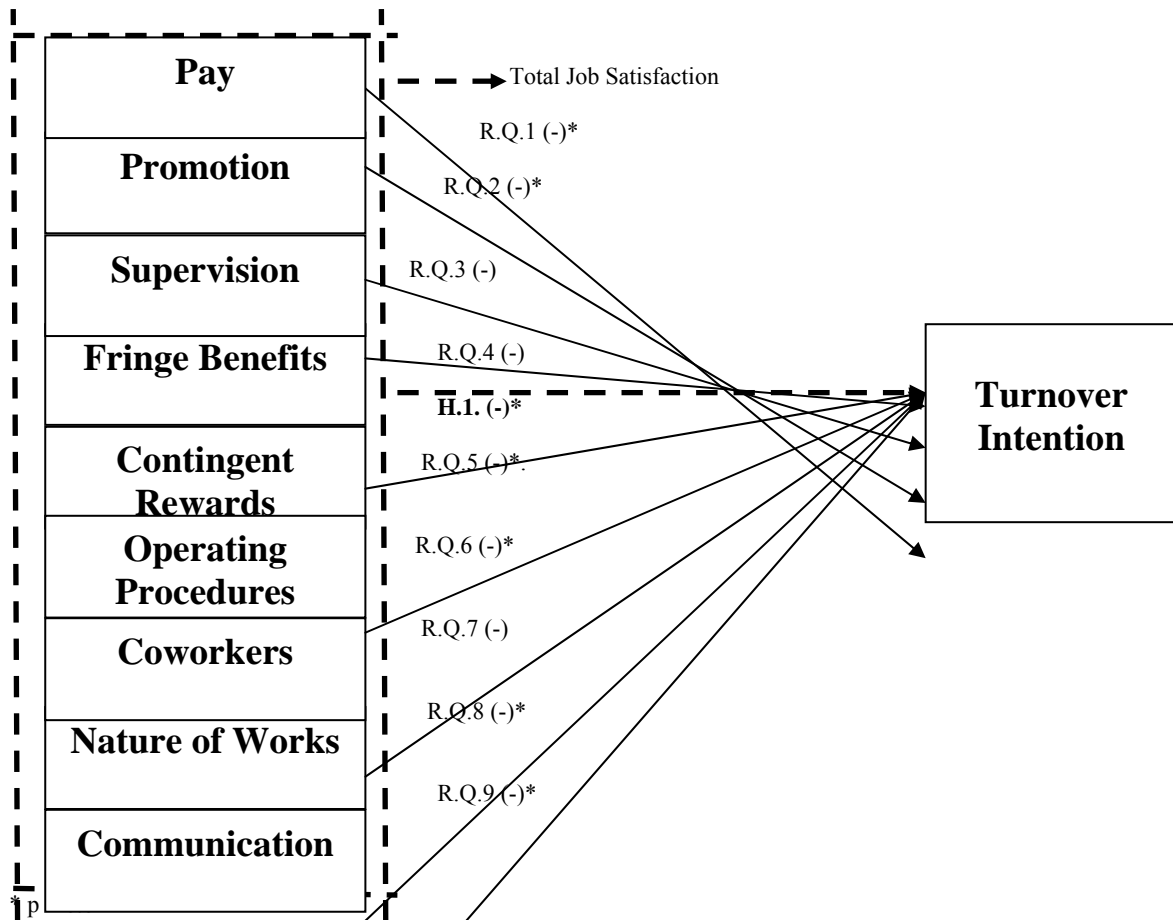 Pay
Total Job Satisfaction
R.Q.1 (-)*
Promotion
R.Q.2 (-)*
Supervision
R.Q.3 (-)
Fringe Benefits
R.Q.4 (-)
H.1. (-)*
Turnover
Intention
Contingent
Rewards
R.Q.5 (-)*.
Operating
Procedures
R.Q.6 (-)*
Coworkers
R.Q.7 (-)
Nature of Works
R.Q.8 (-)*
R.Q.9 (-)*
Communication
* p